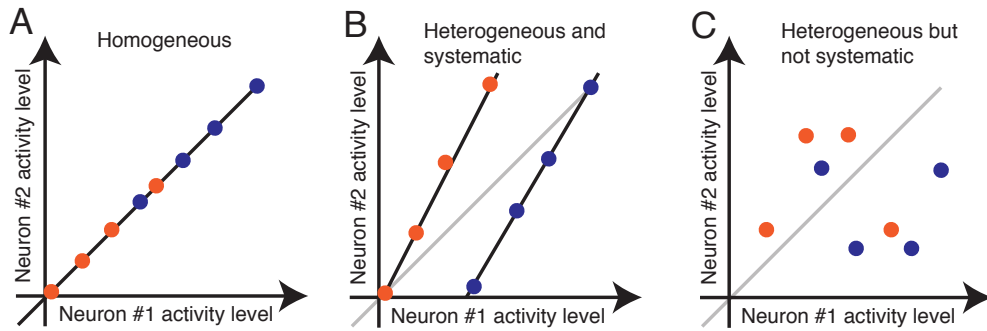 A
Homogeneous
Neuron #2 activity level
Neuron #1 activity level
B
Heterogeneous and
systematic
Neuron #2 activity level
Neuron #1 activity level
C
Heterogeneous but
not systematic
Neuron #2 activity level
Neuron #1 activity level